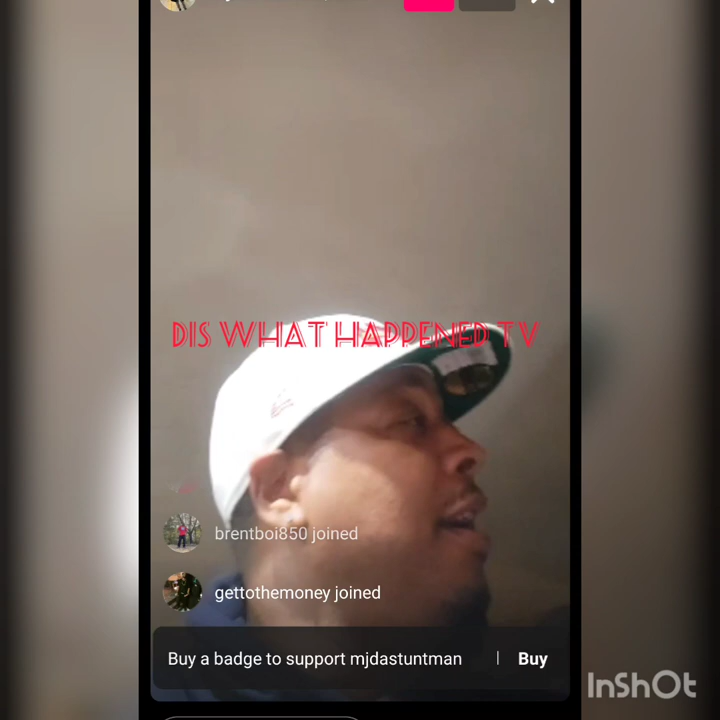 DIS WHAT HAPPENED TV
brentboi850 joined
gettothemoney joined
Buy a badge to support mjdastuntman | Buy
InShOt